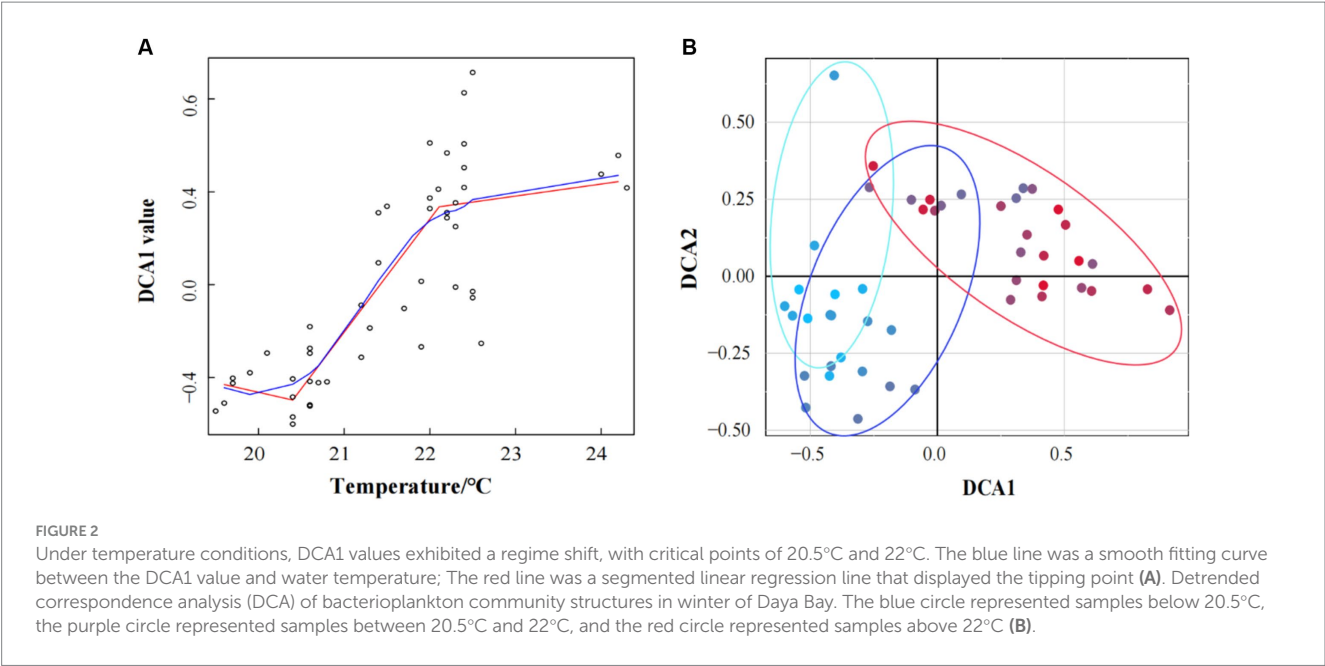 A
DCA1 value
0.6
0.4
0.0
−0.4
20
21
22
23
24
Temperature/°C
B
DCA2
0.50
0.25
0.00
−0.25
−0.50
−0.5
0.0
0.5
DCA1
FIGURE 2
Under temperature conditions, DCA1 values exhibited a regime shift, with critical points of 20.5°C and 22°C. The blue line was a smooth fitting curve
between the DCA1 value and water temperature; The red line was a segmented linear regression line that displayed the tipping point (A). Detrended
correspondence analysis (DCA) of bacterioplankton community structures in winter of Daya Bay. The blue circle represented samples below 20.5°C,
the purple circle represented samples between 20.5°C and 22°C, and the red circle represented samples above 22°C (B).